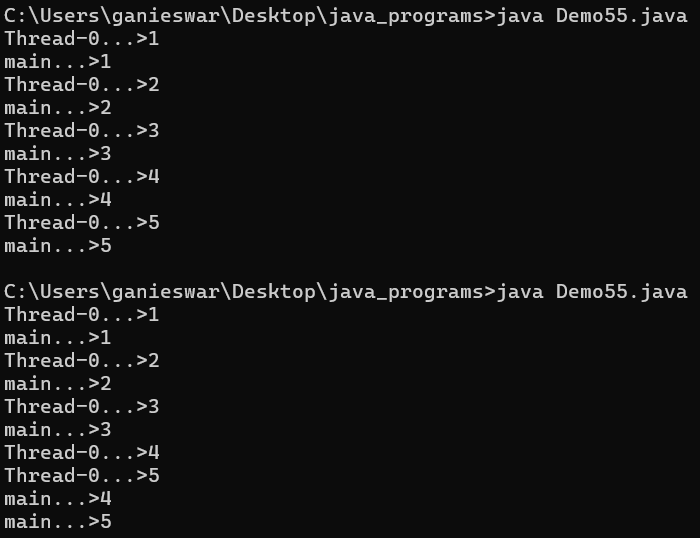 C:\Users\ganieswar\Desktop\java_programs>java Demo55.java
Thread-0...>1
main...>1
Thread-0...>2
main...>2
Thread-0...>3
main...>3
Thread-0...>4
main...>4
Thread-0...>5
main...>5
C:\Users\ganieswar\Desktop\java_programs>java Demo55.java
Thread-0...>1
main...>1
Thread-0...>2
main...>2
Thread-0...>3
main...>3
Thread-0...>4
Thread-0...>5
main...>4
main...>5